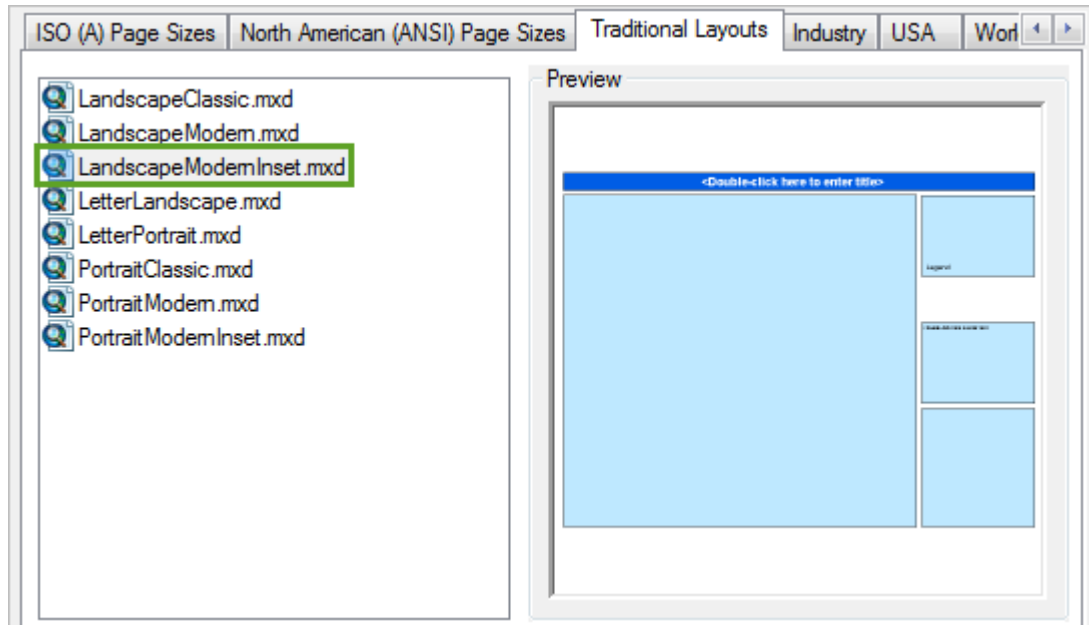 ISO (A) Page Sizes North American (ANSI) Page Sizes Traditional Layouts Industry USA Worl
LandscapeClassic.mxd
LandscapeModern.mxd
LandscapeModernInset.mxd
LetterLandscape.mxd
LetterPortrait.mxd
PortraitClassic.mxd
PortraitModern.mxd
PortraitModernInset.mxd
Preview
<Double-click here to enter title>
Legend